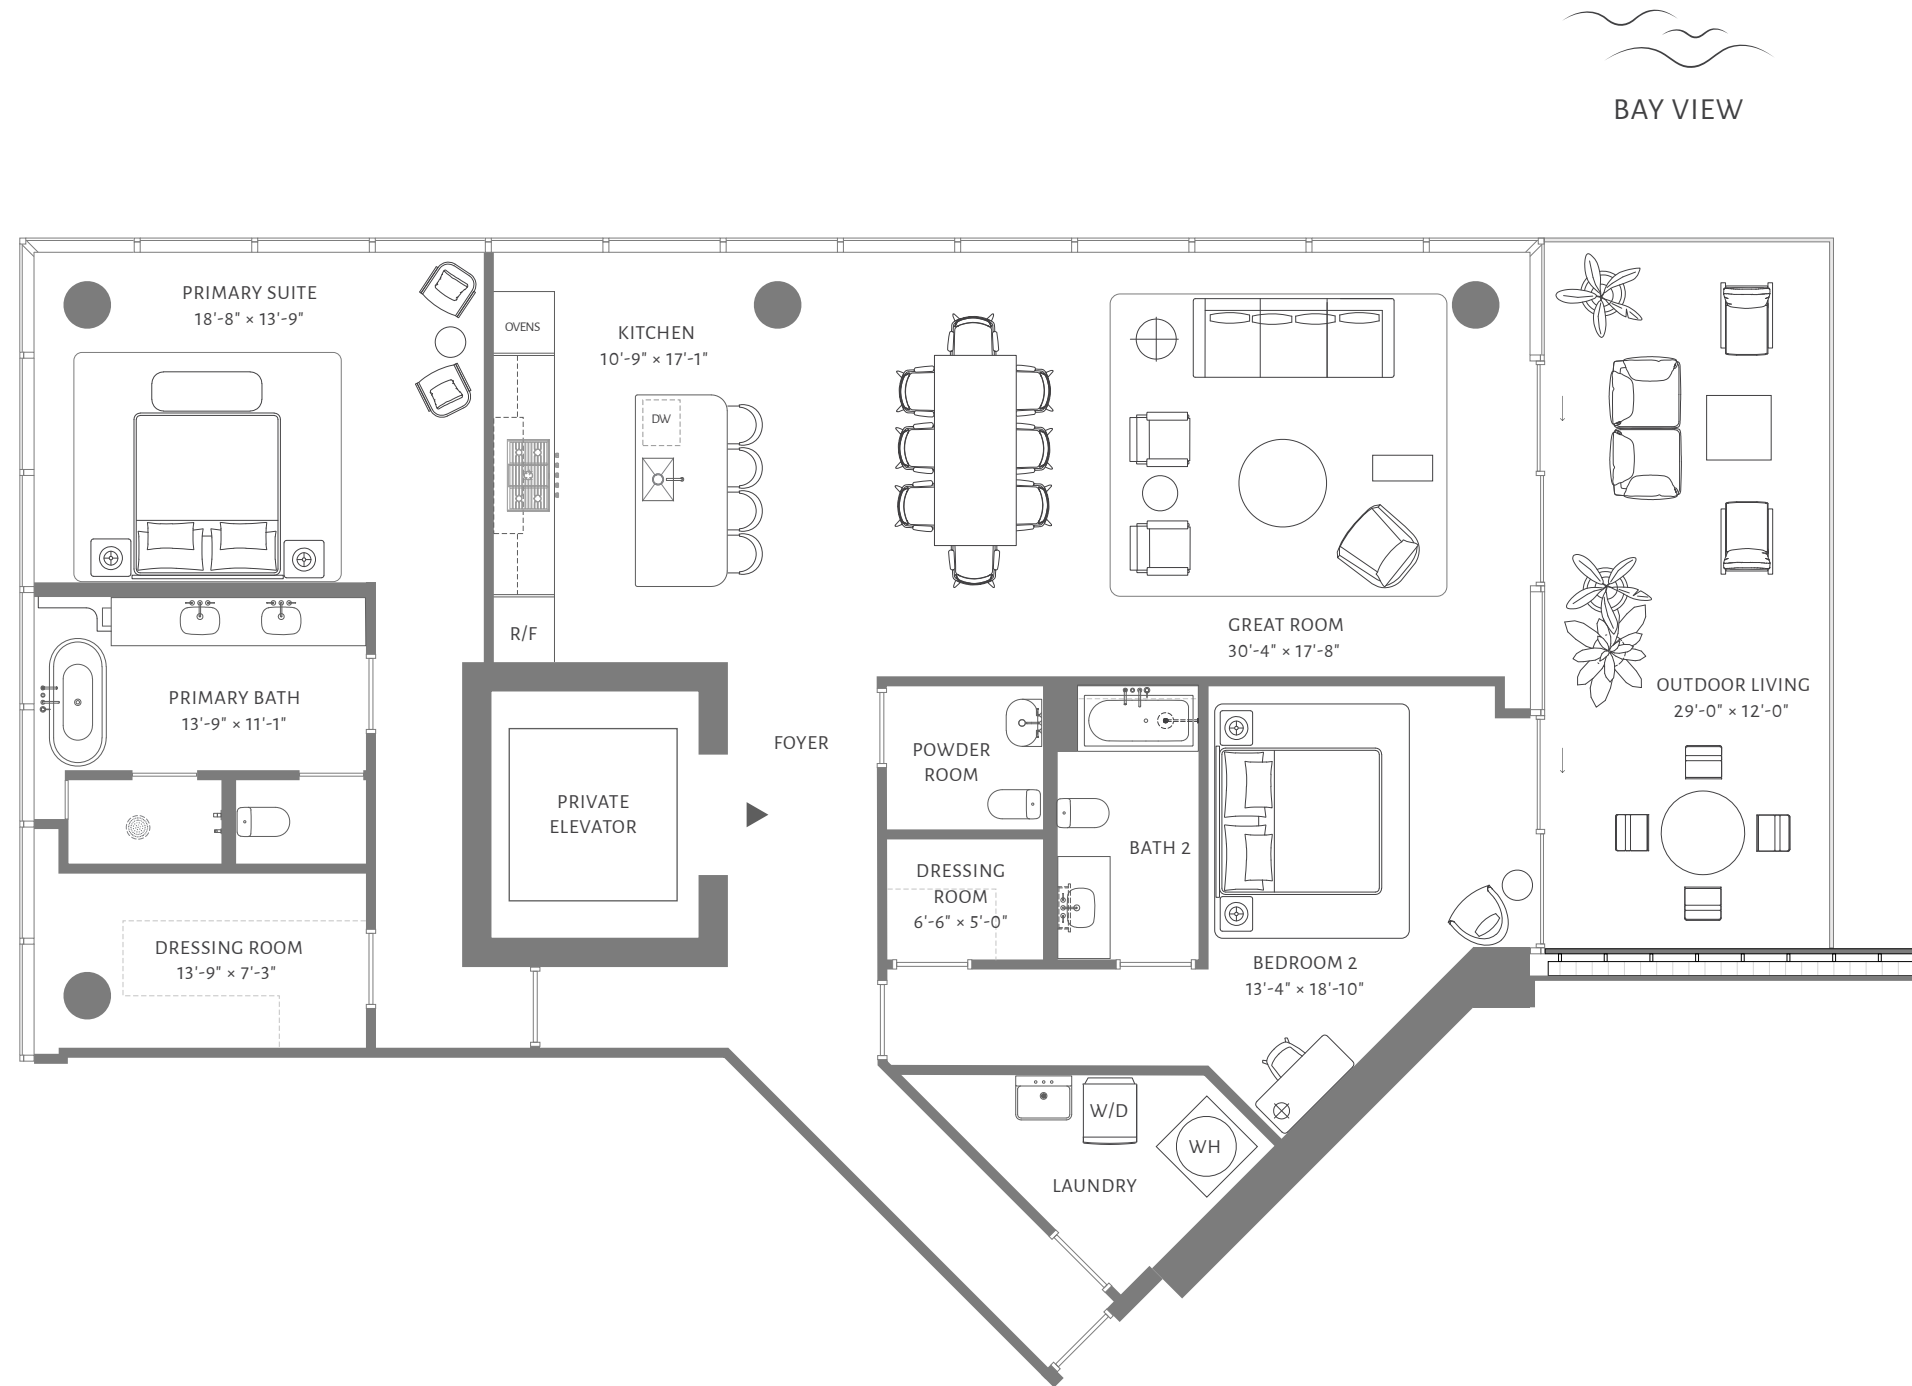 BAY VIEW
PRIMARY SUITE
18'-8" × 13'-9"
OVENS
KITCHEN
10'-9" × 17'-1"
DW
R/F
GREAT ROOM
30'-4" × 17'-8"
OUTDOOR LIVING
29'-0" × 12'-0"
PRIMARY BATH
13'-9" × 11'-1"
FOYER
POWDER
ROOM
PRIVATE
ELEVATOR
BATH 2
DRESSING
ROOM
6'-6" × 5'-0"
DRESSING ROOM
13'-9" × 7'-3"
BEDROOM 2
13'-4" × 18'-10"
W/D
WH
LAUNDRY